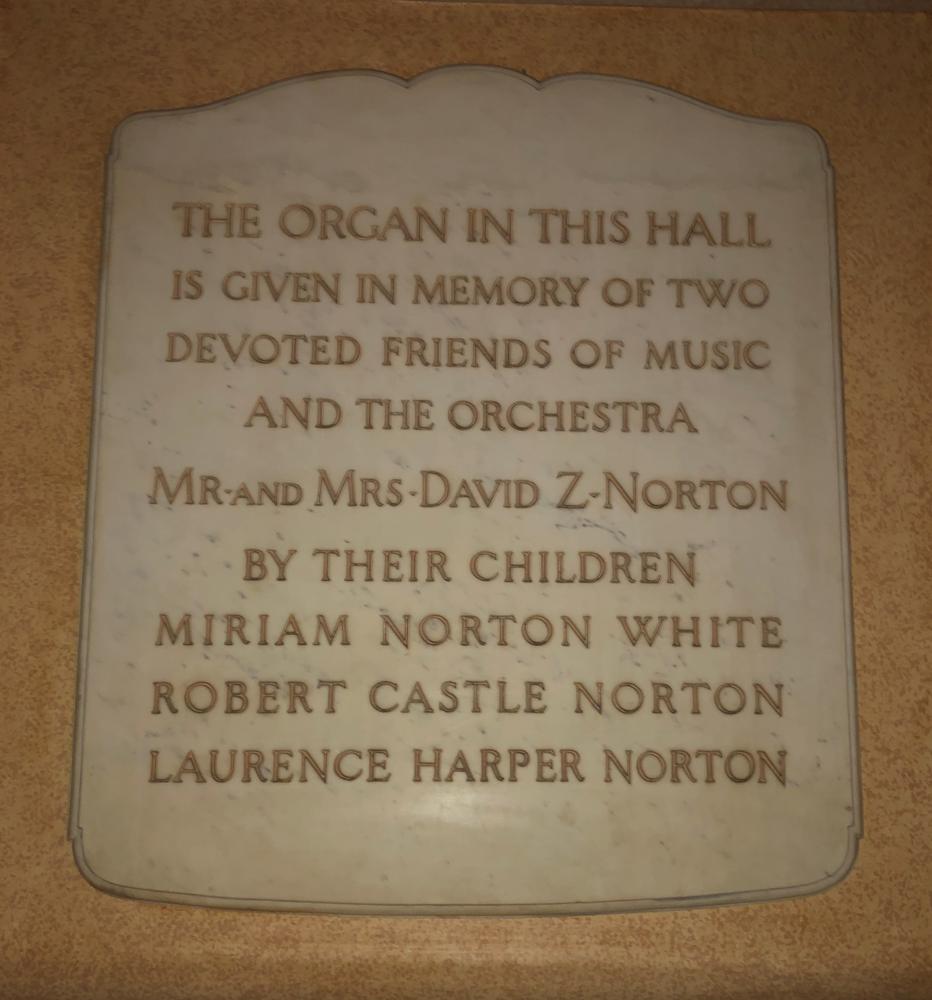 THE ORGAN IN THIS HALL
IS GIVEN IN MEMORY OF TWO
DEVOTED FRIENDS OF MUSIC
AND THE ORCHESTRA
MR·AND MRS·DAVID Z·NORTON
BY THEIR CHILDREN
MIRIAM NORTON WHITE
ROBERT CASTLE NORTON
LAURENCE HARPER NORTON